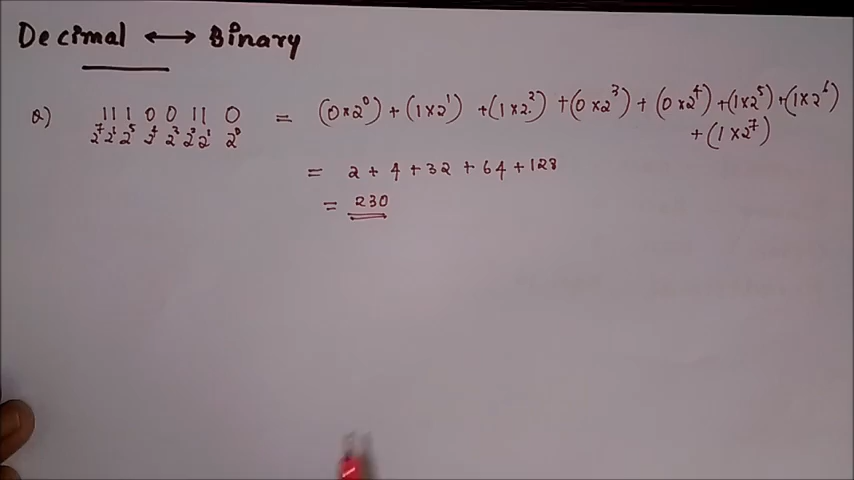 Decimal ⟷ Binary
a) 1 1 1 0 0 1 1 0 = (0×2⁰) + (1×2¹) + (1×2²) + (0×2³) + (0×2⁴) + (1×2⁵) + (1×2⁶)
2⁷ 2⁶ 2⁵ 2⁴ 2³ 2² 2¹ 2⁰ + (1×2⁷)
= 2 + 4 + 32 + 64 + 128
= 230